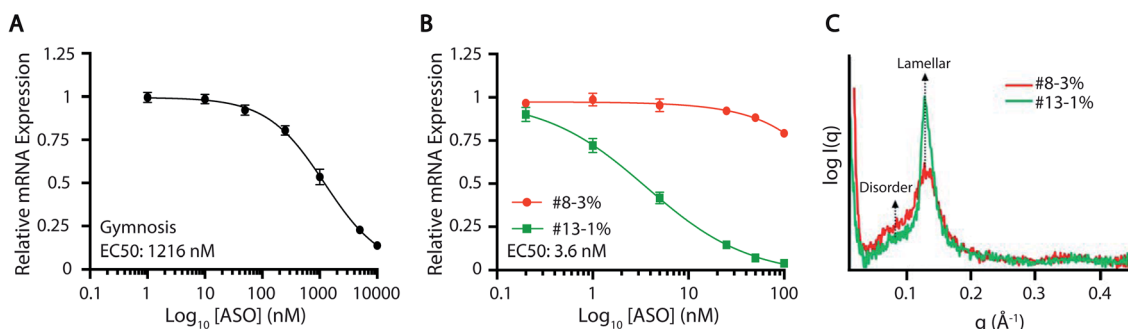 A
Relative mRNA Expression
1.25
1
0.75
0.5
0.25
0
Gymnosis
EC50: 1216 nM
0.1
1
10
100
1000
10000
Log10 [ASO] (nM)
B
Relative mRNA Expression
1.25
1
0.75
0.5
0.25
0
#8-3%
#13-1%
EC50: 3.6 nM
0.1
1
10
100
Log10 [ASO] (nM)
C
log I(q)
Lamellar
Disorder
#8-3%
#13-1%
0.1
0.2
0.3
0.4
q (Å-1)